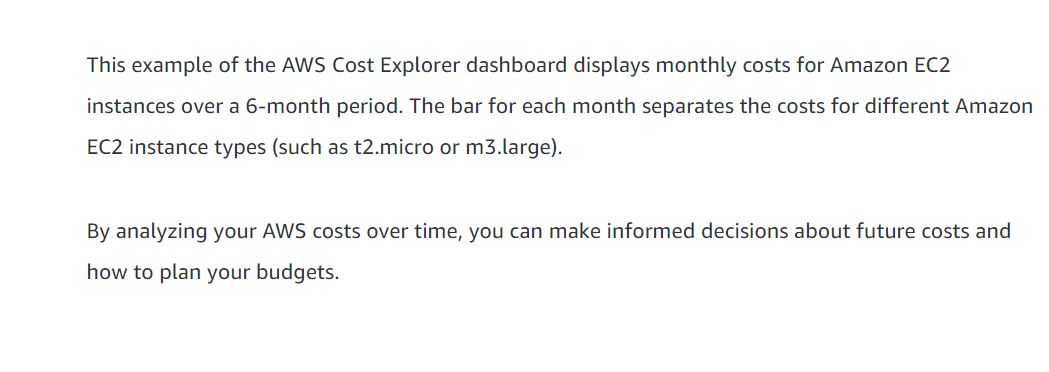 This example of the AWS Cost Explorer dashboard displays monthly costs for Amazon EC2
instances over a 6-month period. The bar for each month separates the costs for different Amazon
EC2 instance types (such as t2.micro or m3.large).
By analyzing your AWS costs over time, you can make informed decisions about future costs and
how to plan your budgets.